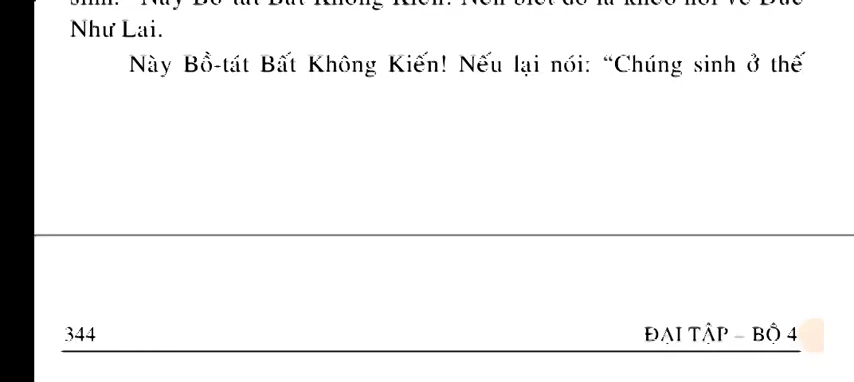 Như Lai.
Này Bồ-tát Bất Không Kiến! Nếu lại nói: “Chúng sinh ở thế
344 ĐẠI TẬP – BỘ 4